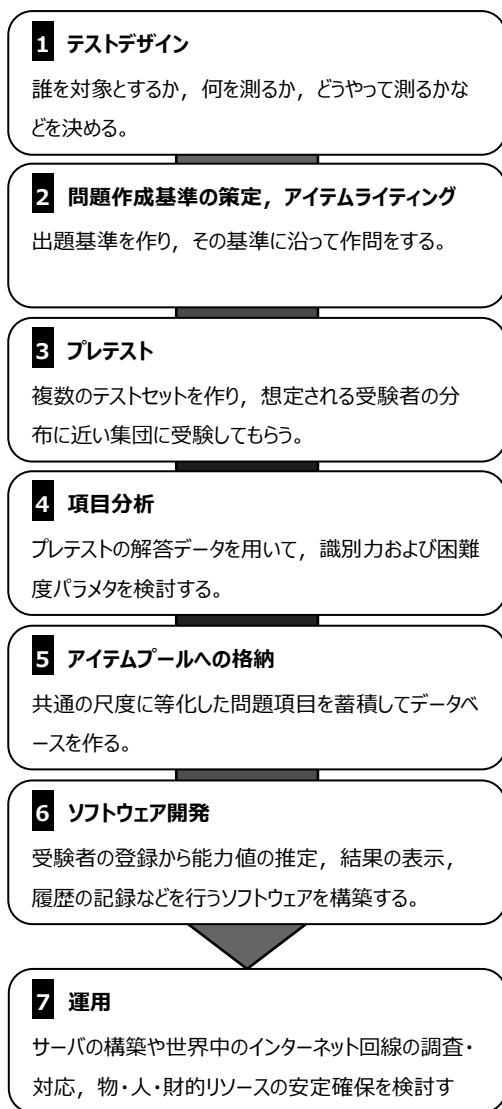 1 テストデザイン
誰を対象とするか，何を測るか，どうやって測るかな
どを決める。
2 問題作成基準の策定，アイテムライティング
出題基準を作り，その基準に沿って作問をする。
3 プレテスト
複数のテストセットを作り，想定される受験者の分
布に近い集団に受験してもらう。
4 項目分析
プレテストの解答データを用いて，識別力および困難
度パラメタを検討する。
5 アイテムプールへの格納
共通の尺度に等化した問題項目を蓄積してデータベ
ースを作る。
6 ソフトウェア開発
受験者の登録から能力値の推定，結果の表示，
履歴の記録などを行うソフトウェアを構築する。
7 運用
サーバの構築や世界中のインターネット回線の調査・
対応，物・人・財的リソースの安定確保を検討す